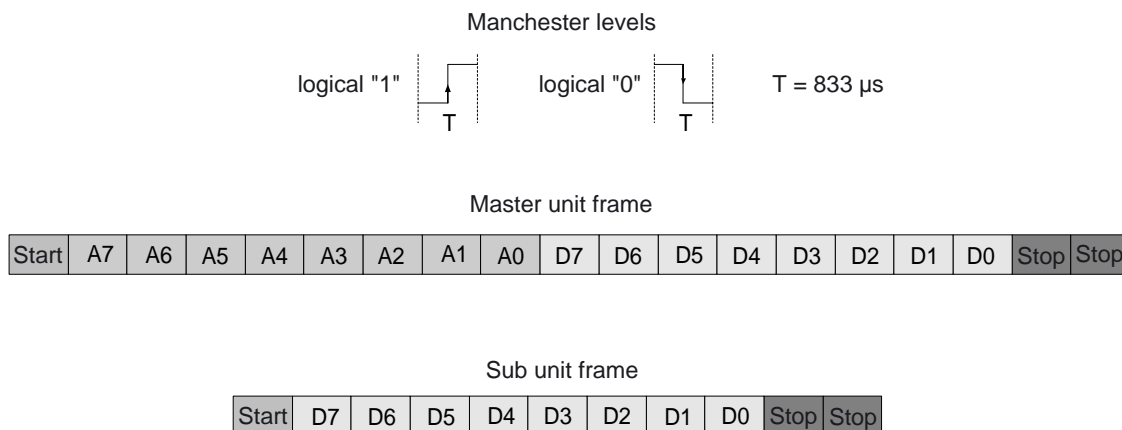 Manchester levels
logical "1" T logical "0" T T = 833 µs
Master unit frame
Start A7 A6 A5 A4 A3 A2 A1 A0 D7 D6 D5 D4 D3 D2 D1 D0 Stop Stop
Sub unit frame
Start D7 D6 D5 D4 D3 D2 D1 D0 Stop Stop